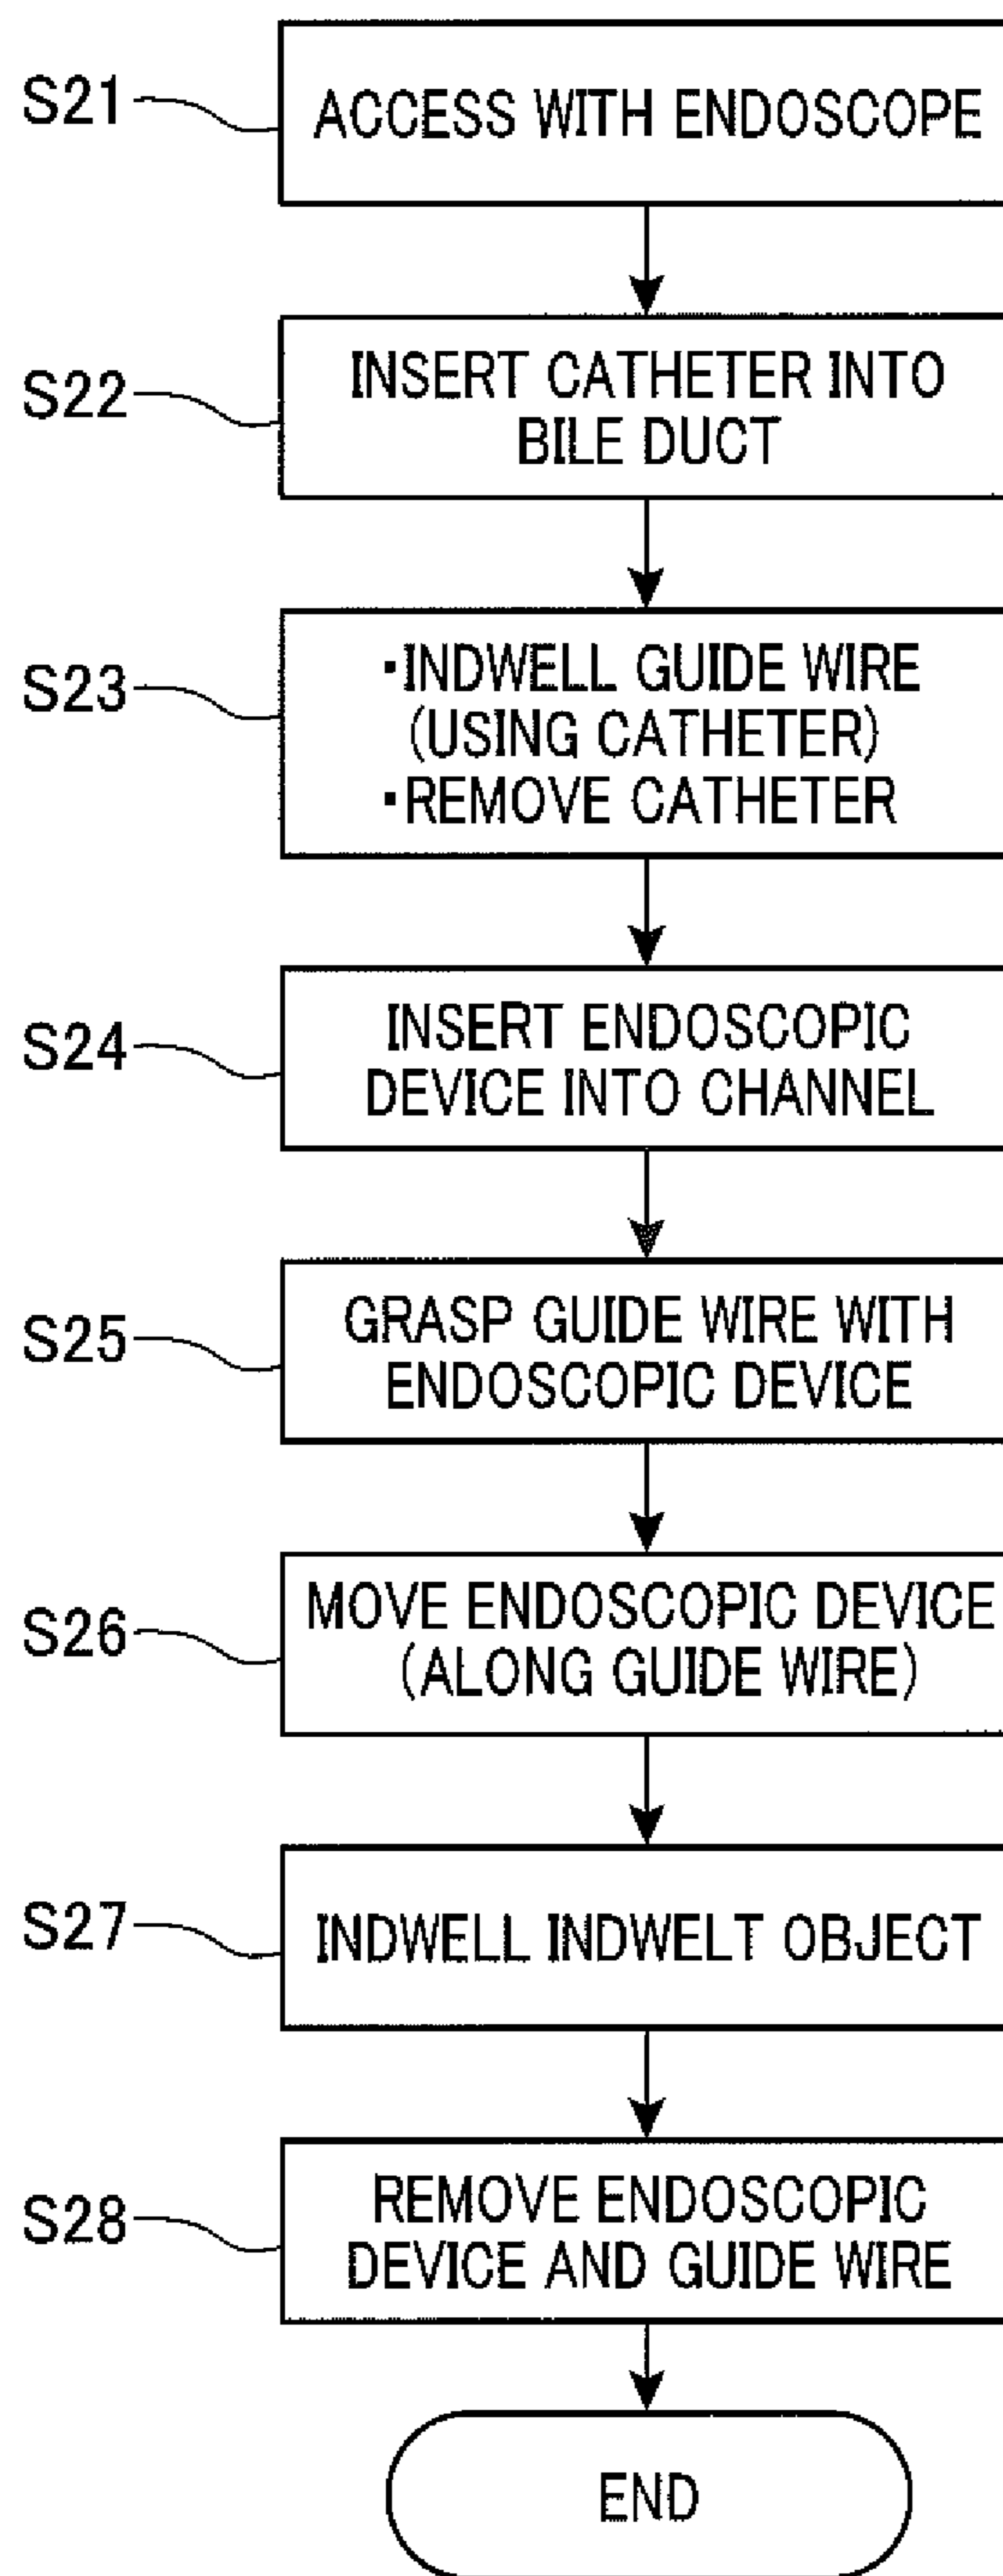 S21
ACCESS WITH ENDOSCOPE
S22
INSERT CATHETER INTO
BILE DUCT
S23
・INDWELL GUIDE WIRE
(USING CATHETER)
・REMOVE CATHETER
S24
INSERT ENDOSCOPIC
DEVICE INTO CHANNEL
S25
GRASP GUIDE WIRE WITH
ENDOSCOPIC DEVICE
S26
MOVE ENDOSCOPIC DEVICE
(ALONG GUIDE WIRE)
S27
INDWELL INDWELT OBJECT
S28
REMOVE ENDOSCOPIC
DEVICE AND GUIDE WIRE
END